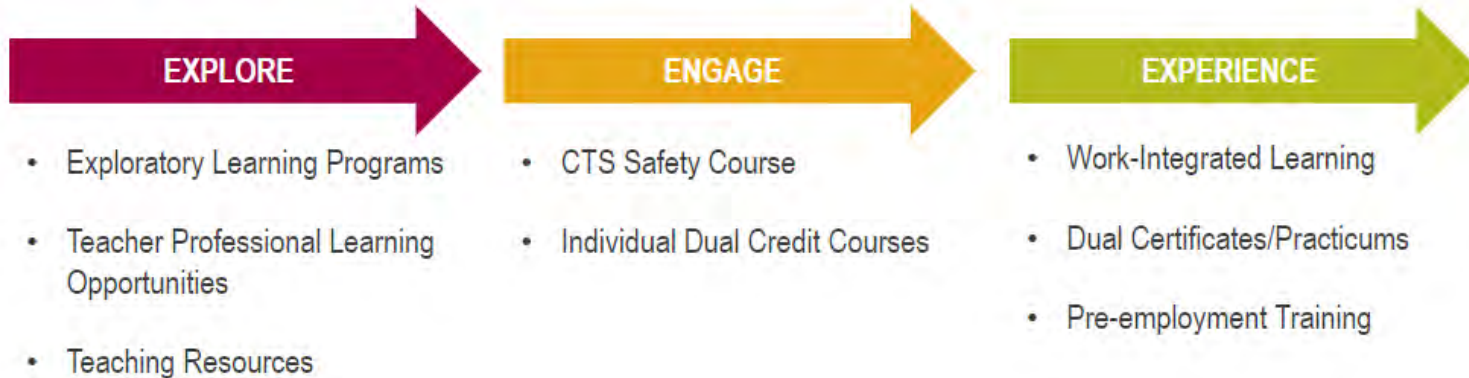 EXPLORE
• Exploratory Learning Programs
• Teacher Professional Learning
Opportunities
• Teaching Resources
ENGAGE
• CTS Safety Course
• Individual Dual Credit Courses
EXPERIENCE
• Work-Integrated Learning
• Dual Certificates/Practicums
• Pre-employment Training